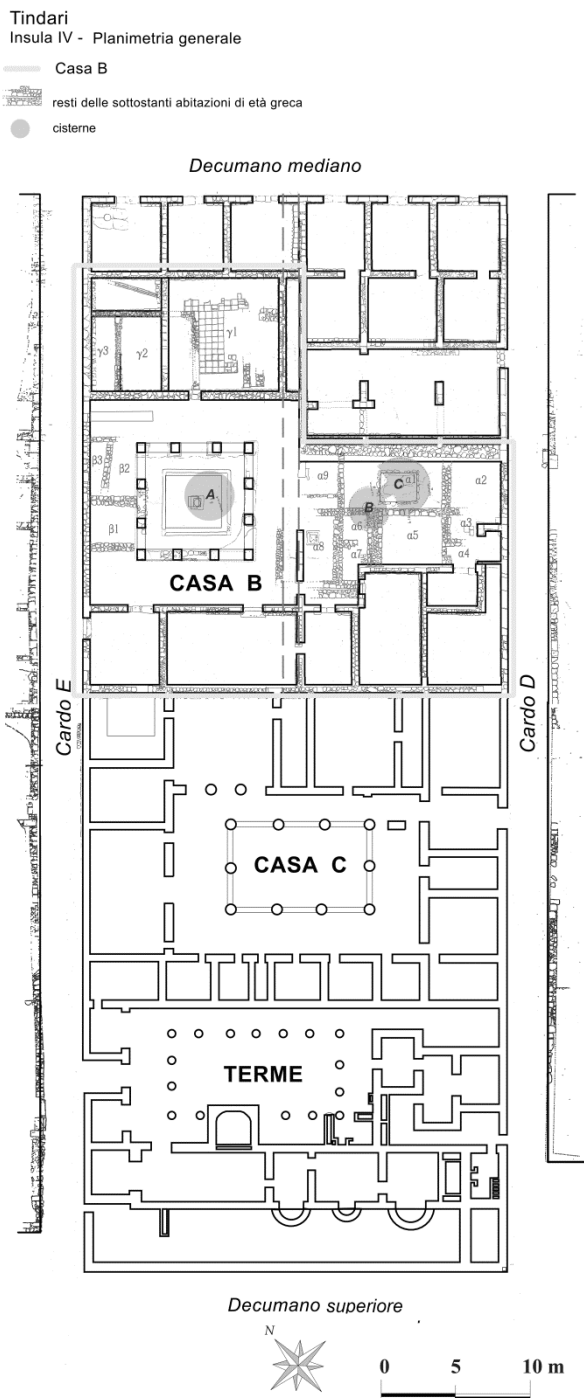 Tindari
Insula IV - Planimetria generale
Casa B
resti delle sottostanti abitazioni di età greca
cisterne
Decumano mediano
γ1
γ3
γ2
β3
β2
β1
A
α9
C
α1
α2
B
α6
α3
α5
α8
α7
α4
CASA B
Cardo E
Cardo D
CASA C
TERME
Decumano superiore
N
0 5 10 m